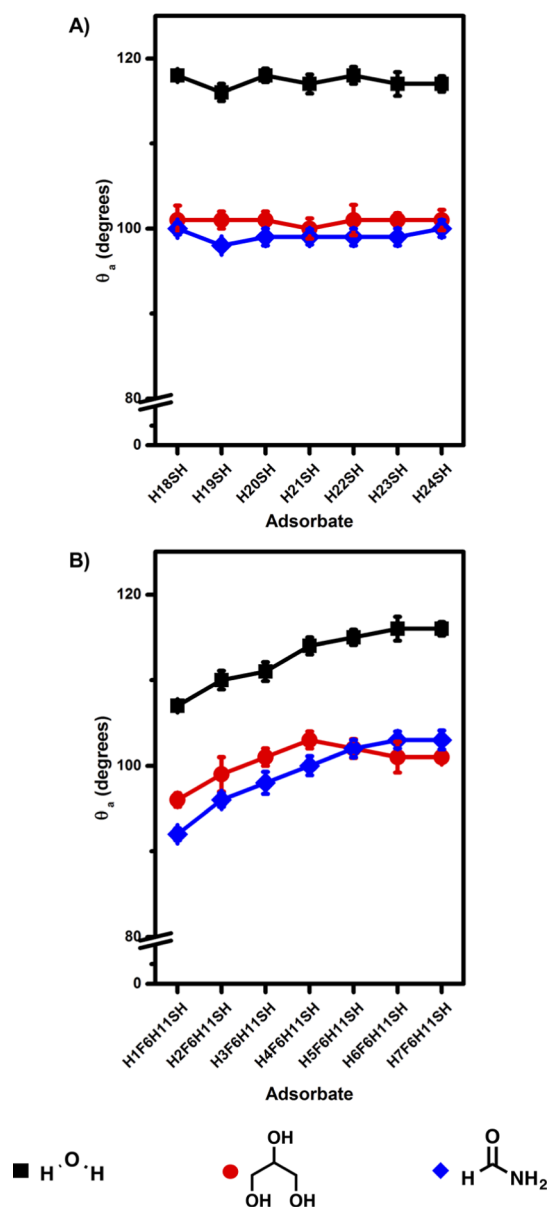 A)
120
100
80
0
θa (degrees)
H18SH
H19SH
H20SH
H21SH
H22SH
H23SH
H24SH
Adsorbate
B)
120
100
80
0
θa (degrees)
H1F6H11SH
H2F6H11SH
H3F6H11SH
H4F6H11SH
H5F6H11SH
H6F6H11SH
H7F6H11SH
Adsorbate
H O H
OH
OH OH
O
H NH2